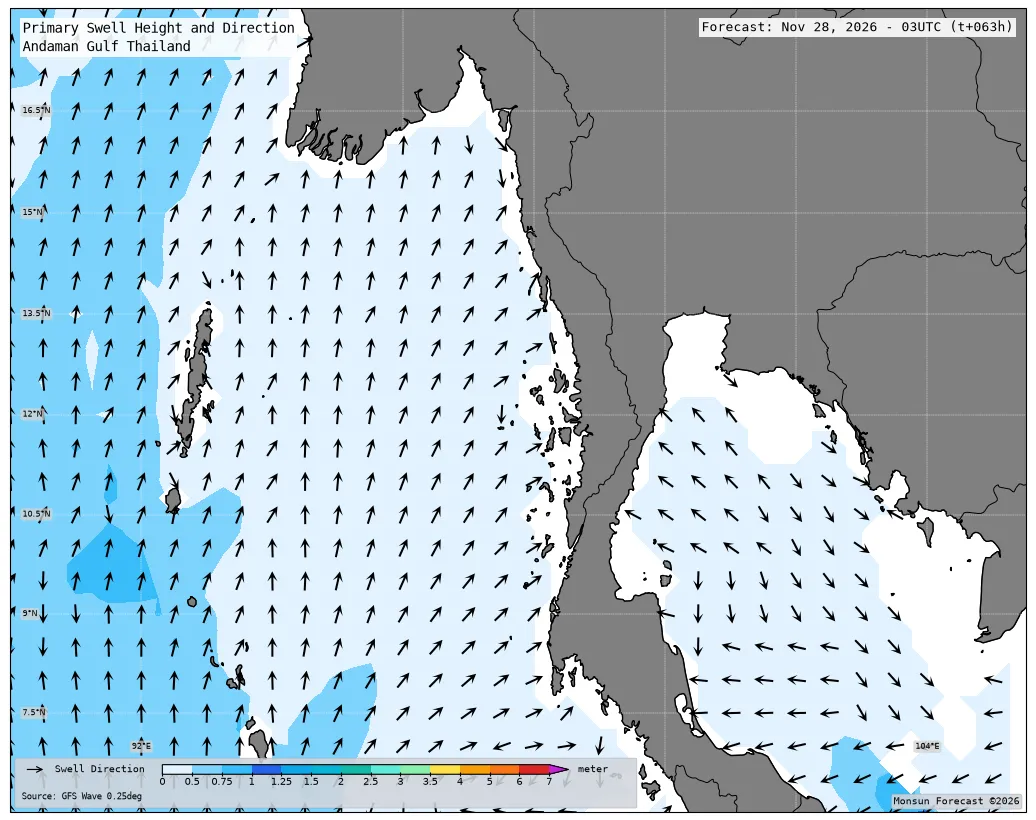 Primary Swell Height and Direction
Andaman Gulf Thailand
Forecast: Nov 28, 2026 - 03UTC (t+063h)
16.5°N
15°N
13.5°N
12°N
10.5°N
9°N
7.5°N
92°E
104°E
Swell Direction
meter
0 0.5 0.75 1 1.25 1.5 2 2.5 3 3.5 4 5 6 7
Source: GFS Wave 0.25deg
Monsun Forecast ©2026